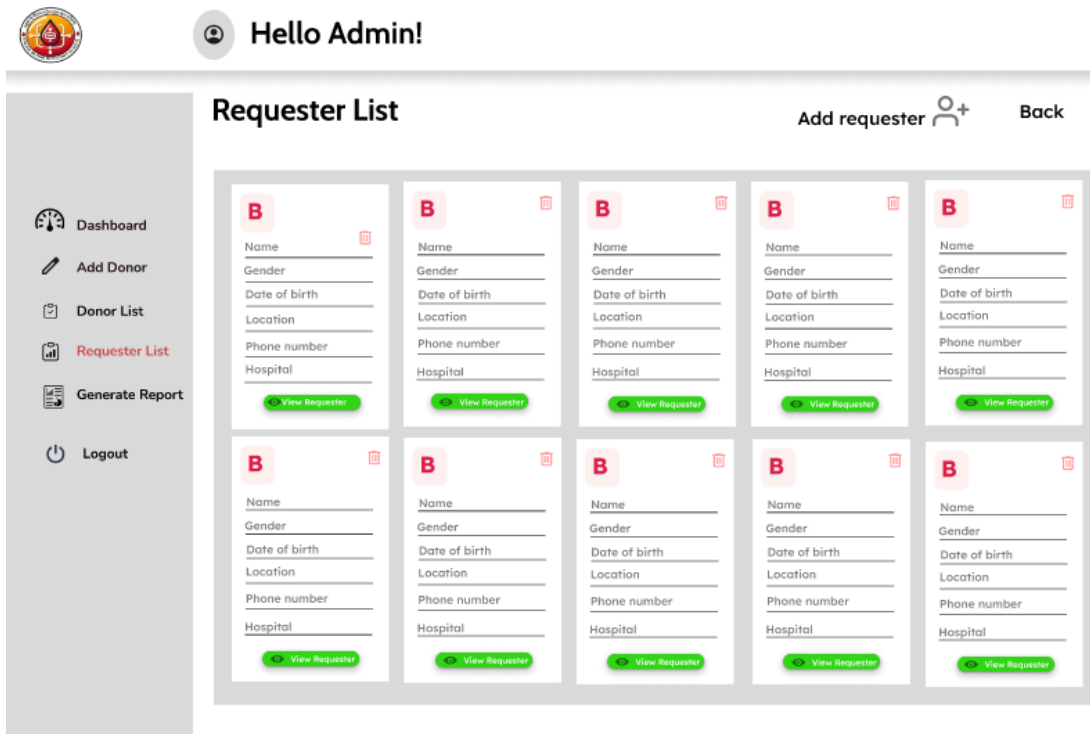 Hello Admin!
Requester List
Add requester
Back
Dashboard
Add Donor
Donor List
Requester List
Generate Report
Logout
B
Name
Gender
Date of birth
Location
Phone number
Hospital
View Requester
B
Name
Gender
Date of birth
Location
Phone number
Hospital
View Requester
B
Name
Gender
Date of birth
Location
Phone number
Hospital
View Requester
B
Name
Gender
Date of birth
Location
Phone number
Hospital
View Requester
B
Name
Gender
Date of birth
Location
Phone number
Hospital
View Requester
B
Name
Gender
Date of birth
Location
Phone number
Hospital
View Requester
B
Name
Gender
Date of birth
Location
Phone number
Hospital
View Requester
B
Name
Gender
Date of birth
Location
Phone number
Hospital
View Requester
B
Name
Gender
Date of birth
Location
Phone number
Hospital
View Requester
B
Name
Gender
Date of birth
Location
Phone number
Hospital
View Requester